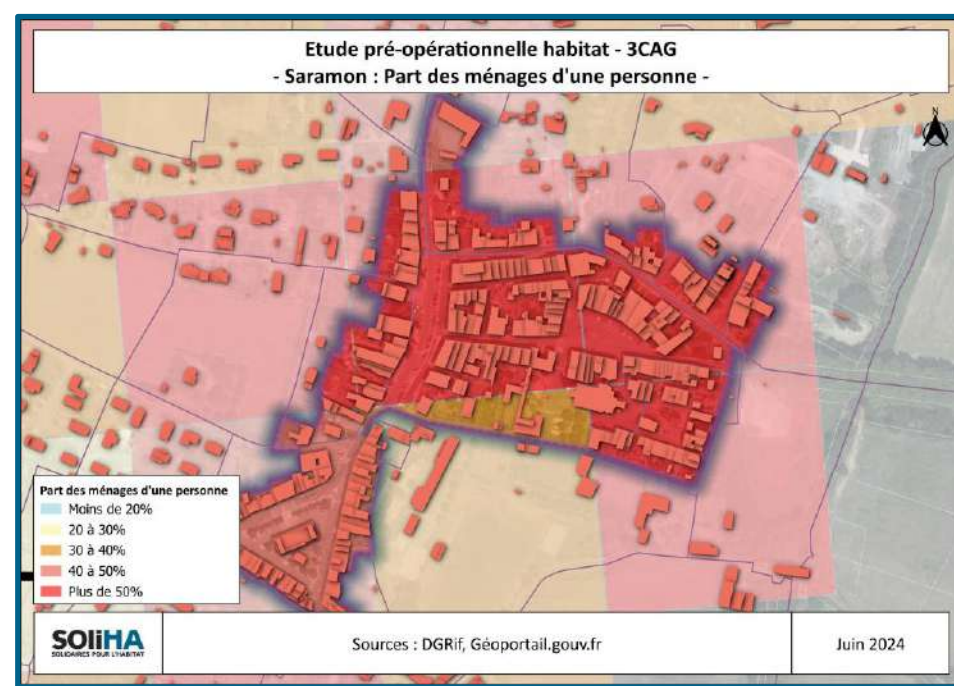 Etude pré-opérationnelle habitat - 3CAG
- Saramon : Part des ménages d'une personne -
N
Part des ménages d'une personne
Moins de 20%
20 à 30%
30 à 40%
40 à 50%
Plus de 50%
SOliHA
SOLIDAIRES POUR L'HABITAT
Sources : DGRif, Géoportail.gouv.fr
Juin 2024